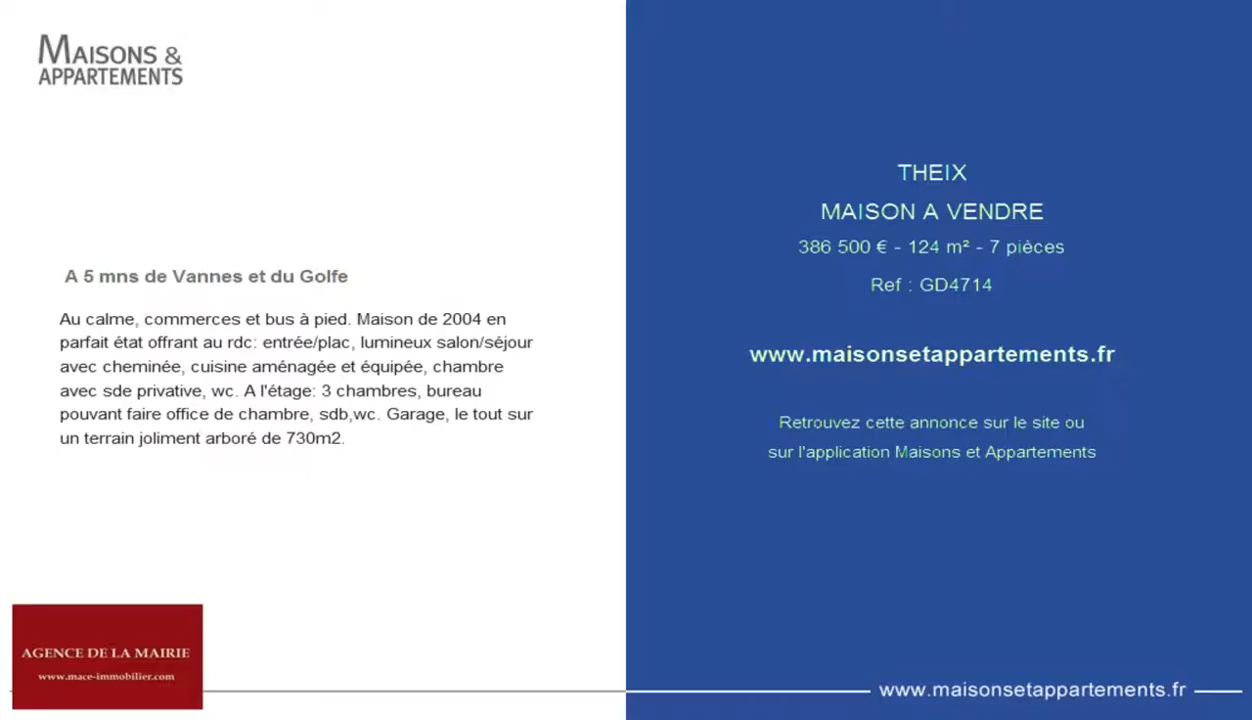 MAISONS &
APPARTEMENTS
A 5 mns de Vannes et du Golfe
Au calme, commerces et bus à pied. Maison de 2004 en
parfait état offrant au rdc: entrée/plac, lumineux salon/séjour
avec cheminée, cuisine aménagée et équipée, chambre
avec sde privative, wc. A l'étage: 3 chambres, bureau
pouvant faire office de chambre, sdb,wc. Garage, le tout sur
un terrain joliment arboré de 730m2.
AGENCE DE LA MAIRIE
www.mace-immobilier.com
THEIX
MAISON A VENDRE
386 500 € - 124 m² - 7 pièces
Ref : GD4714
www.maisonsetappartements.fr
Retrouvez cette annonce sur le site ou
sur l'application Maisons et Appartements
www.maisonsetappartements.fr